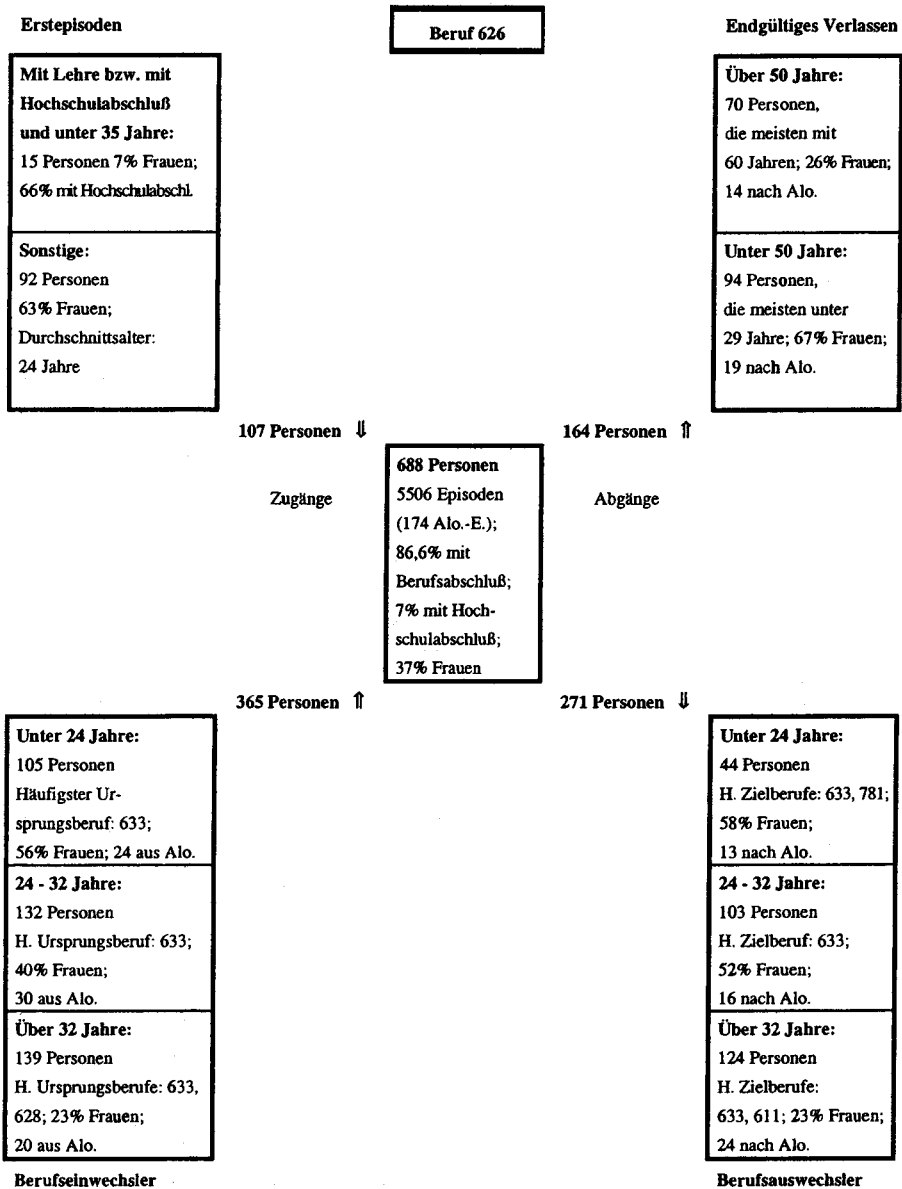 Erstepisoden
Beruf 626
Endgültiges Verlassen
Mit Lehre bzw. mit
Hochschulabschluß
und unter 35 Jahre:
15 Personen 7% Frauen;
66% mit Hochschulabschl.
Sonstige:
92 Personen
63% Frauen;
Durchschnittsalter:
24 Jahre
Über 50 Jahre:
70 Personen,
die meisten mit
60 Jahren; 26% Frauen;
14 nach Alo.
Unter 50 Jahre:
94 Personen,
die meisten unter
29 Jahre; 67% Frauen;
19 nach Alo.
107 Personen ⇓
164 Personen ⇑
Zugänge
688 Personen
5506 Episoden
(174 Alo.-E.);
86,6% mit
Berufsabschluß;
7% mit Hoch-
schulabschluß;
37% Frauen
Abgänge
365 Personen ⇑
271 Personen ⇓
Unter 24 Jahre:
105 Personen
Häufigster Ur-
sprungsberuf: 633;
56% Frauen; 24 aus Alo.
24 - 32 Jahre:
132 Personen
H. Ursprungsberuf: 633;
40% Frauen;
30 aus Alo.
Über 32 Jahre:
139 Personen
H. Ursprungsberufe: 633,
628; 23% Frauen;
20 aus Alo.
Berufseinwechsler
Unter 24 Jahre:
44 Personen
H. Zielberufe: 633, 781;
58% Frauen;
13 nach Alo.
24 - 32 Jahre:
103 Personen
H. Zielberuf: 633;
52% Frauen;
16 nach Alo.
Über 32 Jahre:
124 Personen
H. Zielberufe:
633, 611; 23% Frauen;
24 nach Alo.
Berufsauswechsler